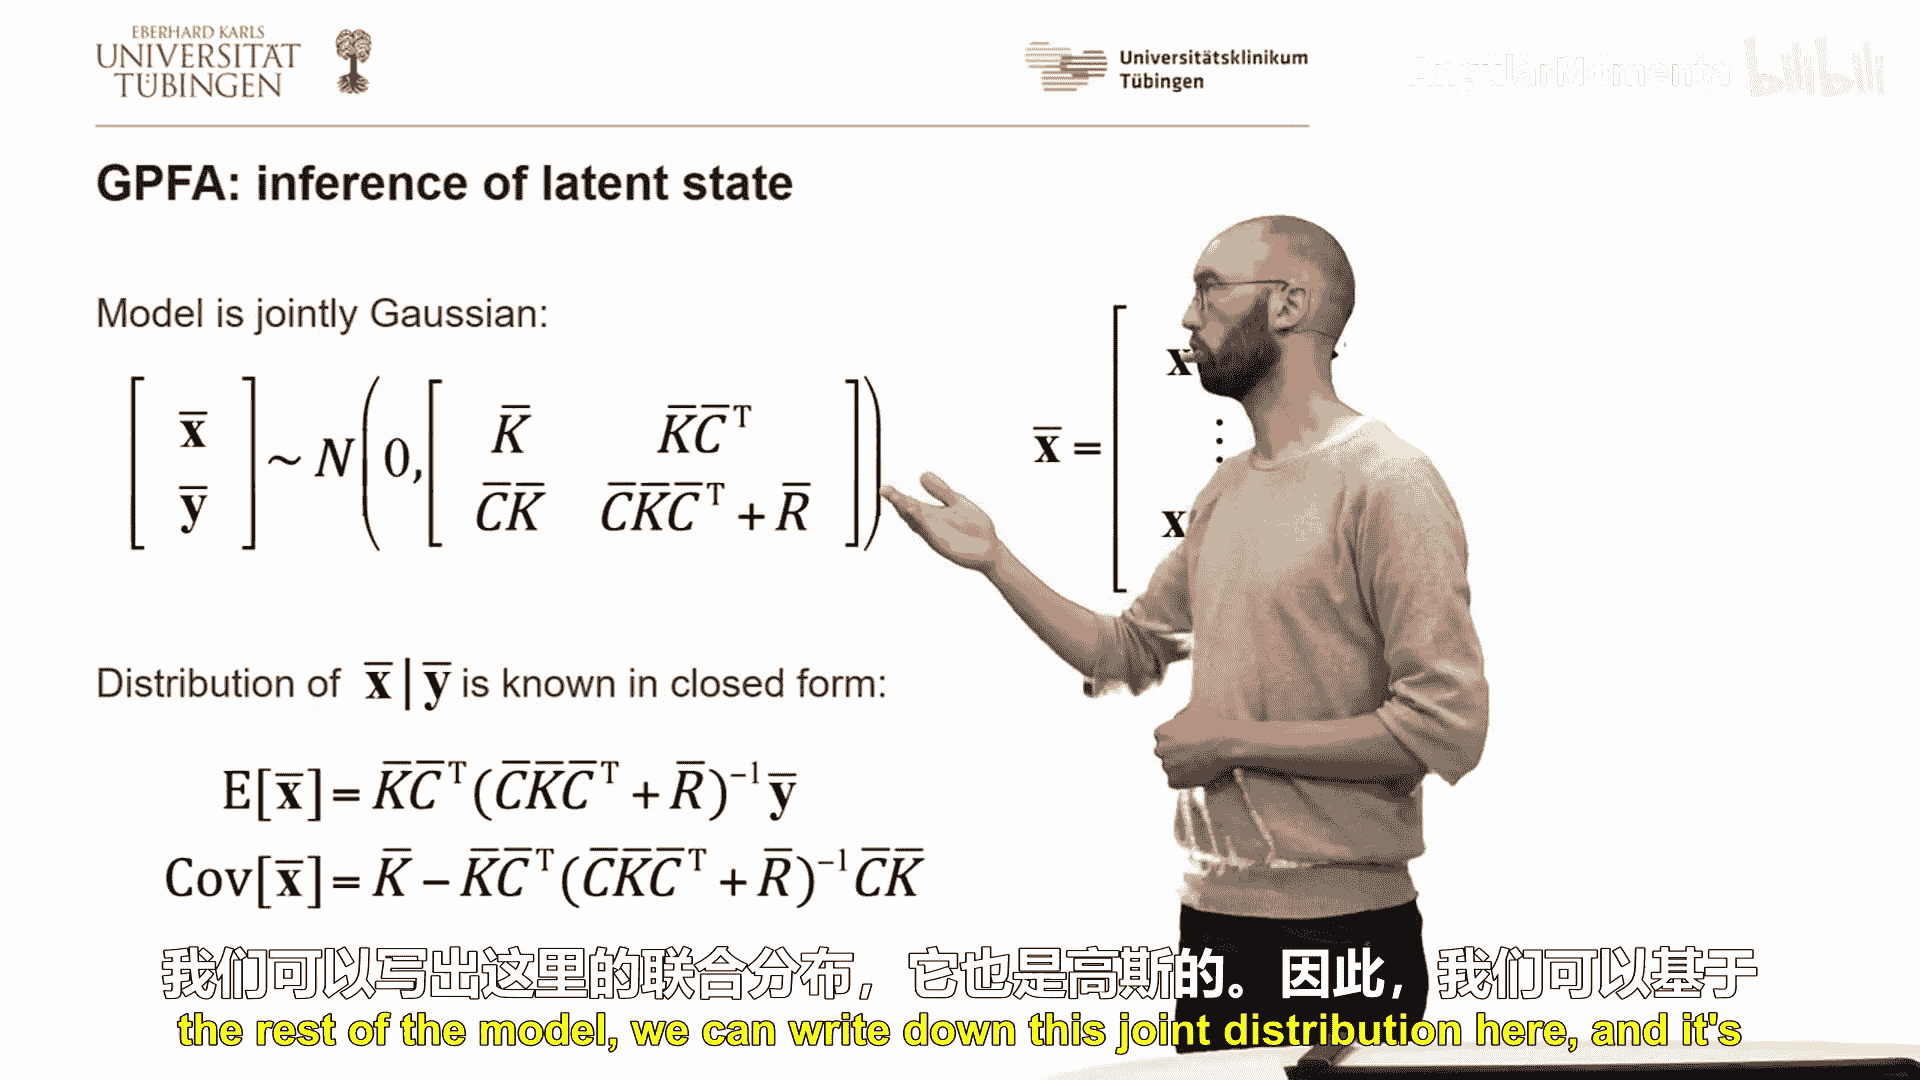 EBERHARD KARLS
UNIVERSITÄT
TÜBINGEN
Universitätsklinikum
Tübingen
AngularMomenta bilibili
GPFA: inference of latent state
Model is jointly Gaussian:
[x̄ ȳ] ~ N(0, [K̄ K̄C̄ᵀ
C̄K̄ C̄K̄C̄ᵀ + R̄])
x̄ = [x ⋮ x
Distribution of x̄|ȳ is known in closed form:
E[x̄] = K̄C̄ᵀ(C̄K̄C̄ᵀ + R̄)⁻¹ȳ
Cov[x̄] = K̄ − K̄C̄ᵀ(C̄K̄C̄ᵀ + R̄)⁻¹C̄K̄
我们可以写出这里的联合分布，它也是高斯的。因此，我们可以基于
the rest of the model, we can write down this joint distribution here, and it's